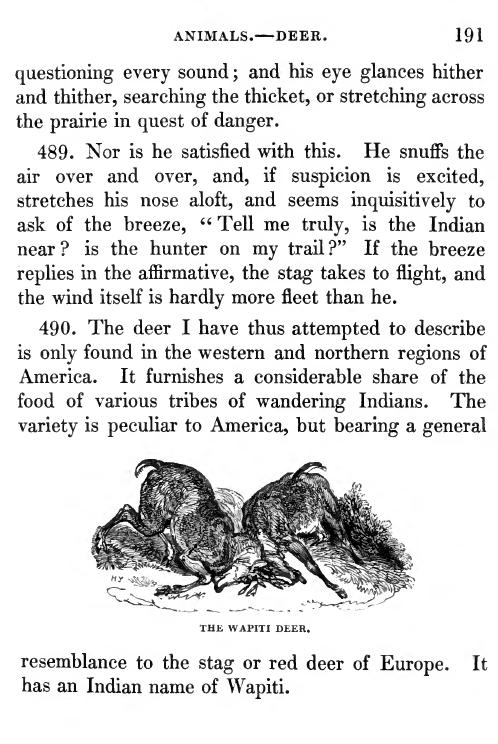 ANIMALS.—DEER. 191
questioning every sound; and his eye glances hither
and thither, searching the thicket, or stretching across
the prairie in quest of danger.
489. Nor is he satisfied with this. He snuffs the
air over and over, and, if suspicion is excited,
stretches his nose aloft, and seems inquisitively to
ask of the breeze, “Tell me truly, is the Indian
near? is the hunter on my trail?” If the breeze
replies in the affirmative, the stag takes to flight, and
the wind itself is hardly more fleet than he.
490. The deer I have thus attempted to describe
is only found in the western and northern regions of
America. It furnishes a considerable share of the
food of various tribes of wandering Indians. The
variety is peculiar to America, but bearing a general
HY
THE WAPITI DEER.
resemblance to the stag or red deer of Europe. It
has an Indian name of Wapiti.